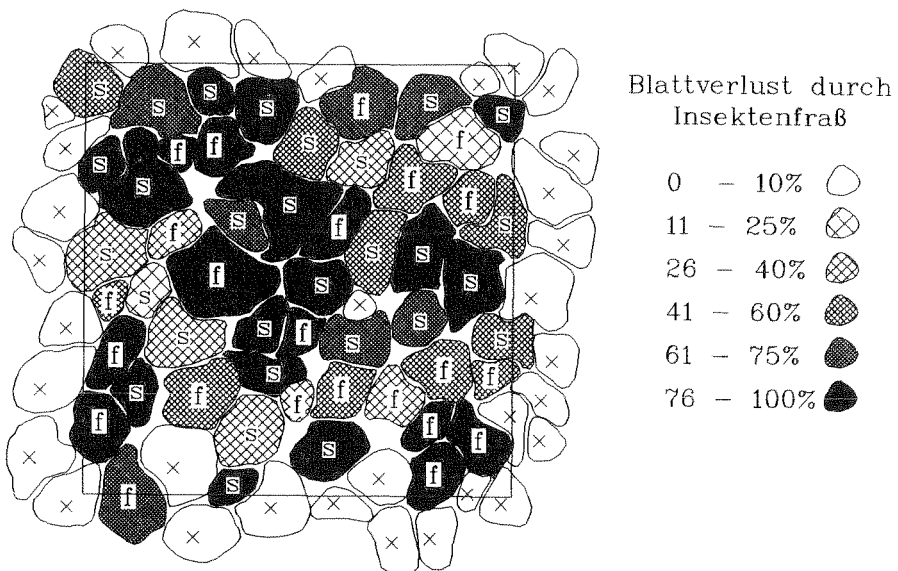 Blattverlust durch
Insektenfraß
0 – 10%
11 – 25%
26 – 40%
41 – 60%
61 – 75%
76 – 100%
s s s s f s s
f f s s f
s s f
s s f f s
f s s s
f s s
f s
s
s s f s s
f s f f
s f f f f
f s f f
s f
s f